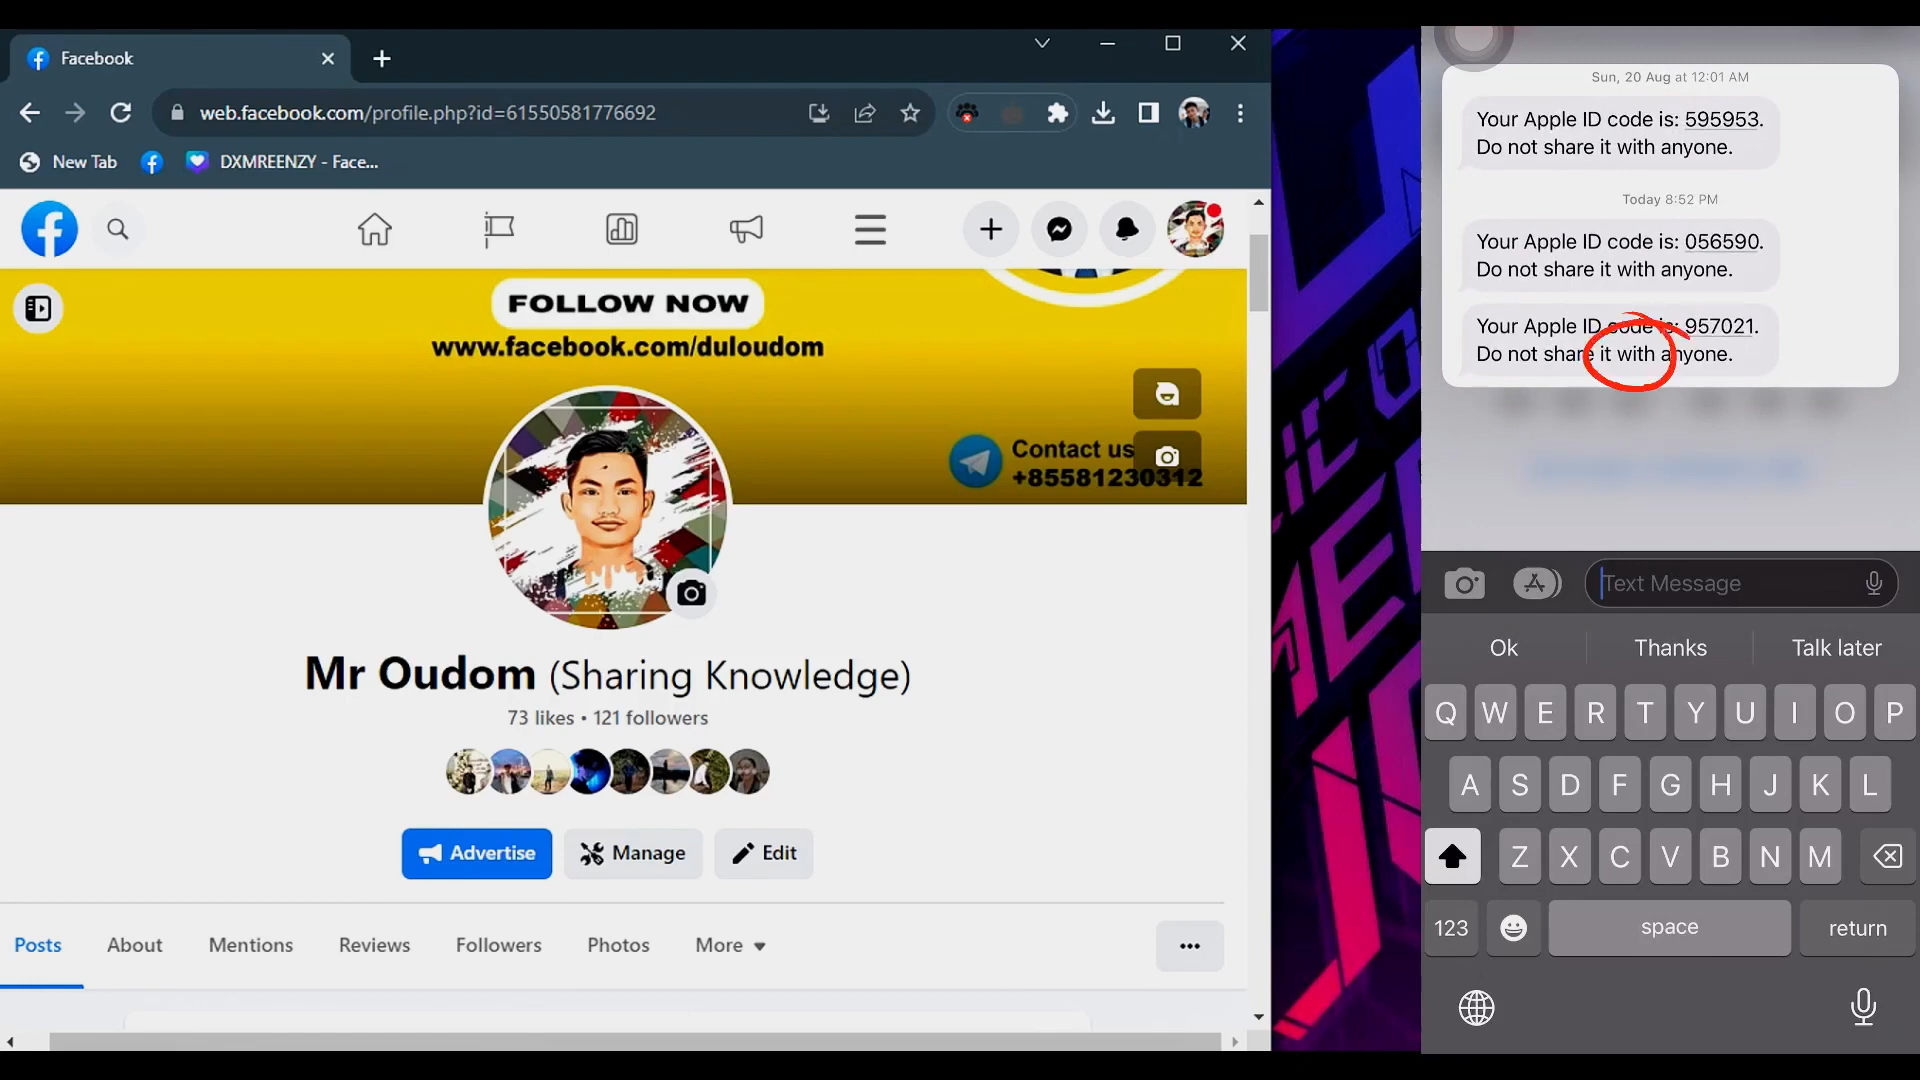 Facebook
web.facebook.com/profile.php?id=61550581776692
New Tab
DXMREENZY - Face...
FOLLOW NOW
www.facebook.com/duloudom
Contact us
+85581230312
Mr Oudom (Sharing Knowledge)
73 likes • 121 followers
Advertise
Manage
Edit
Posts
About
Mentions
Reviews
Followers
Photos
More
Sun, 20 Aug at 12:01 AM
Your Apple ID code is: 595953.
Do not share it with anyone.
Today 8:52 PM
Your Apple ID code is: 056590.
Do not share it with anyone.
Your Apple ID code is: 957021.
Do not share it with anyone.
Text Message
Ok Thanks Talk later
Q W E R T Y U I O P
A S D F G H J K L
Z X C V B N M
123 space return